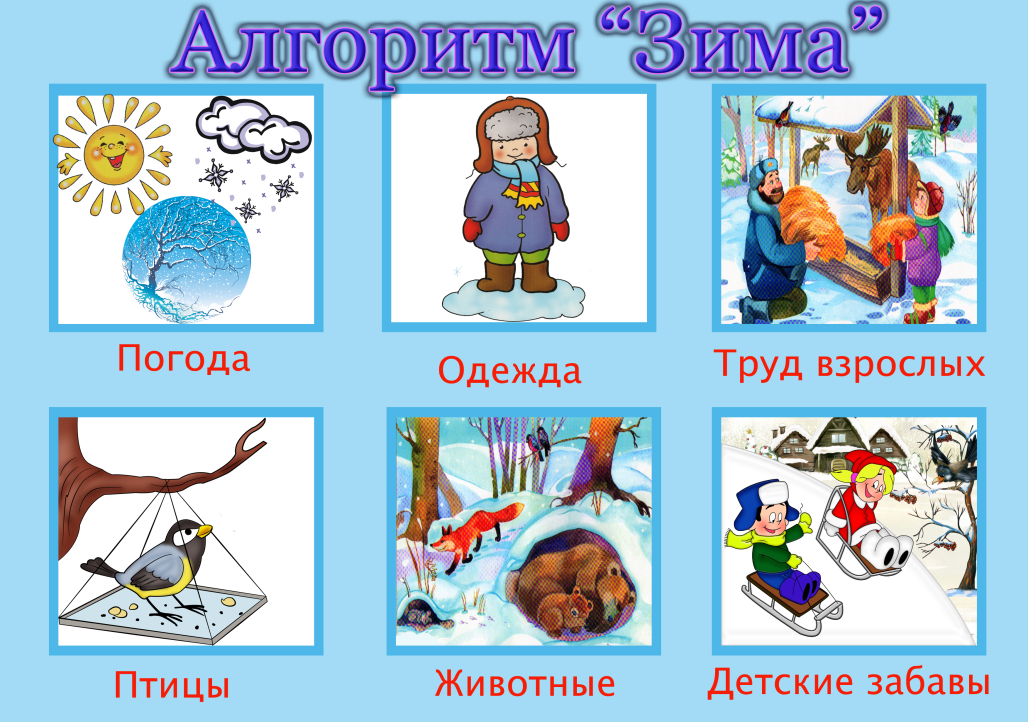 Алгоритм “Зима”
Погода
Одежда
Труд взрослых
Птицы
Животные
Детские забавы